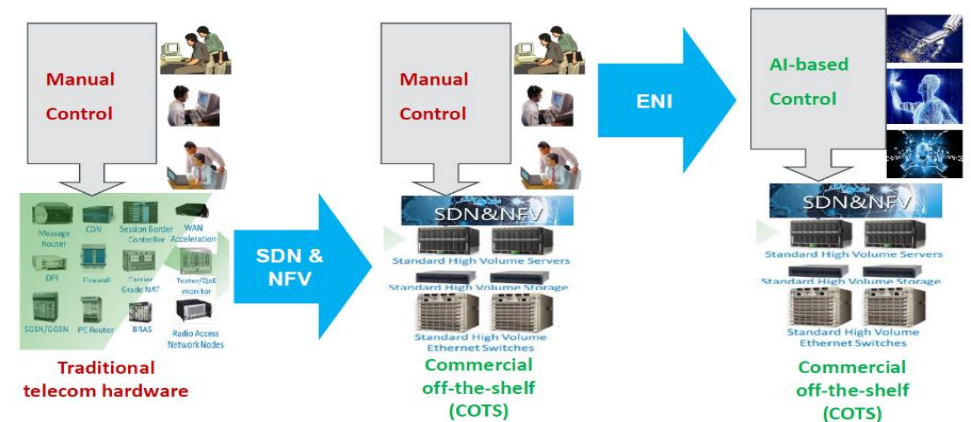 Manual
Control
Message
Router
CDN
Session Border
Controller
WAN
Acceleration
DPI
Firewall
Carrier
Grade NAT
Tester/QoE
monitor
SGSN/GGSN
PE Router
BRAS
Radio Access
Network Nodes
Traditional
telecom hardware
SDN &
NFV
Manual
Control
SDN&NFV
Standard High Volume Servers
Standard High Volume Storage
Standard High Volume
Ethernet Switches
Commercial
off-the-shelf
(COTS)
ENI
AI-based
Control
SDN&NFV
Standard High Volume Servers
Standard High Volume Storage
Standard High Volume
Ethernet Switches
Commercial
off-the-shelf
(COTS)